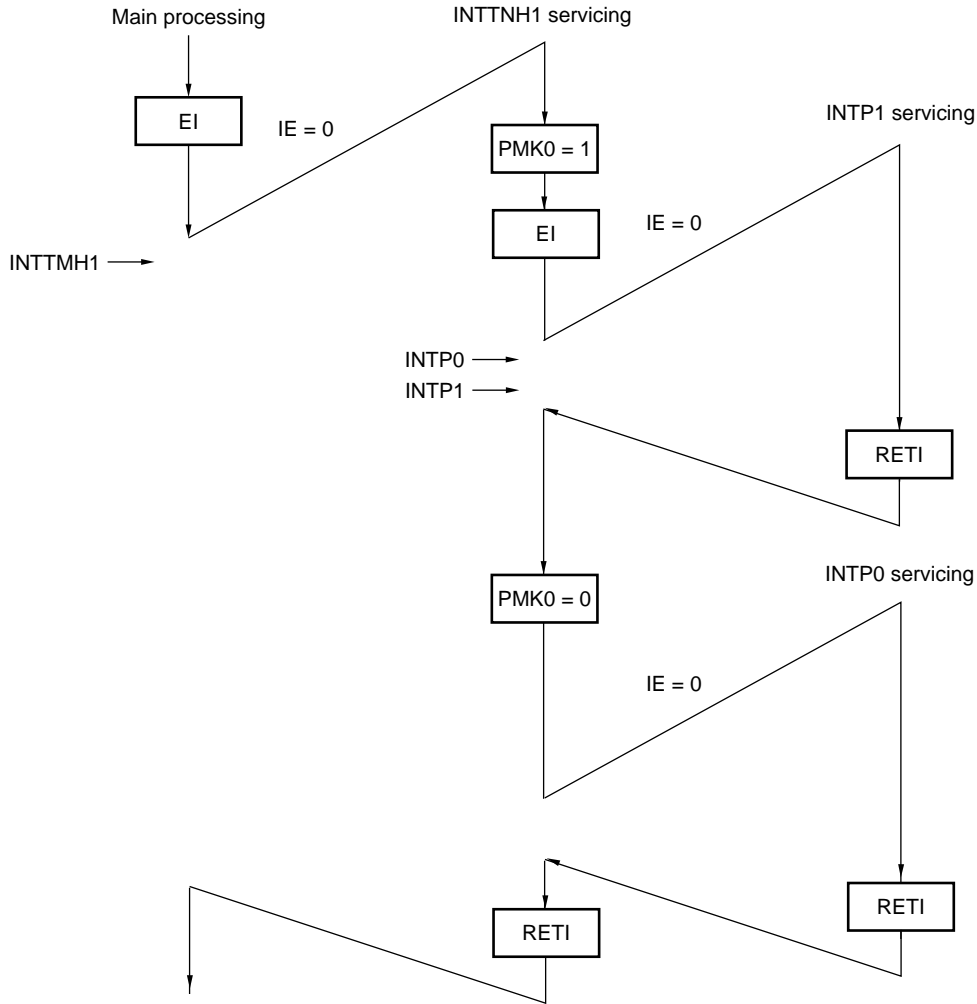 Main processing
INTTNH1 servicing
EI
IE = 0
PMK0 = 1
INTP1 servicing
EI
IE = 0
INTTMH1
INTP0
INTP1
RETI
PMK0 = 0
INTP0 servicing
IE = 0
RETI
RETI